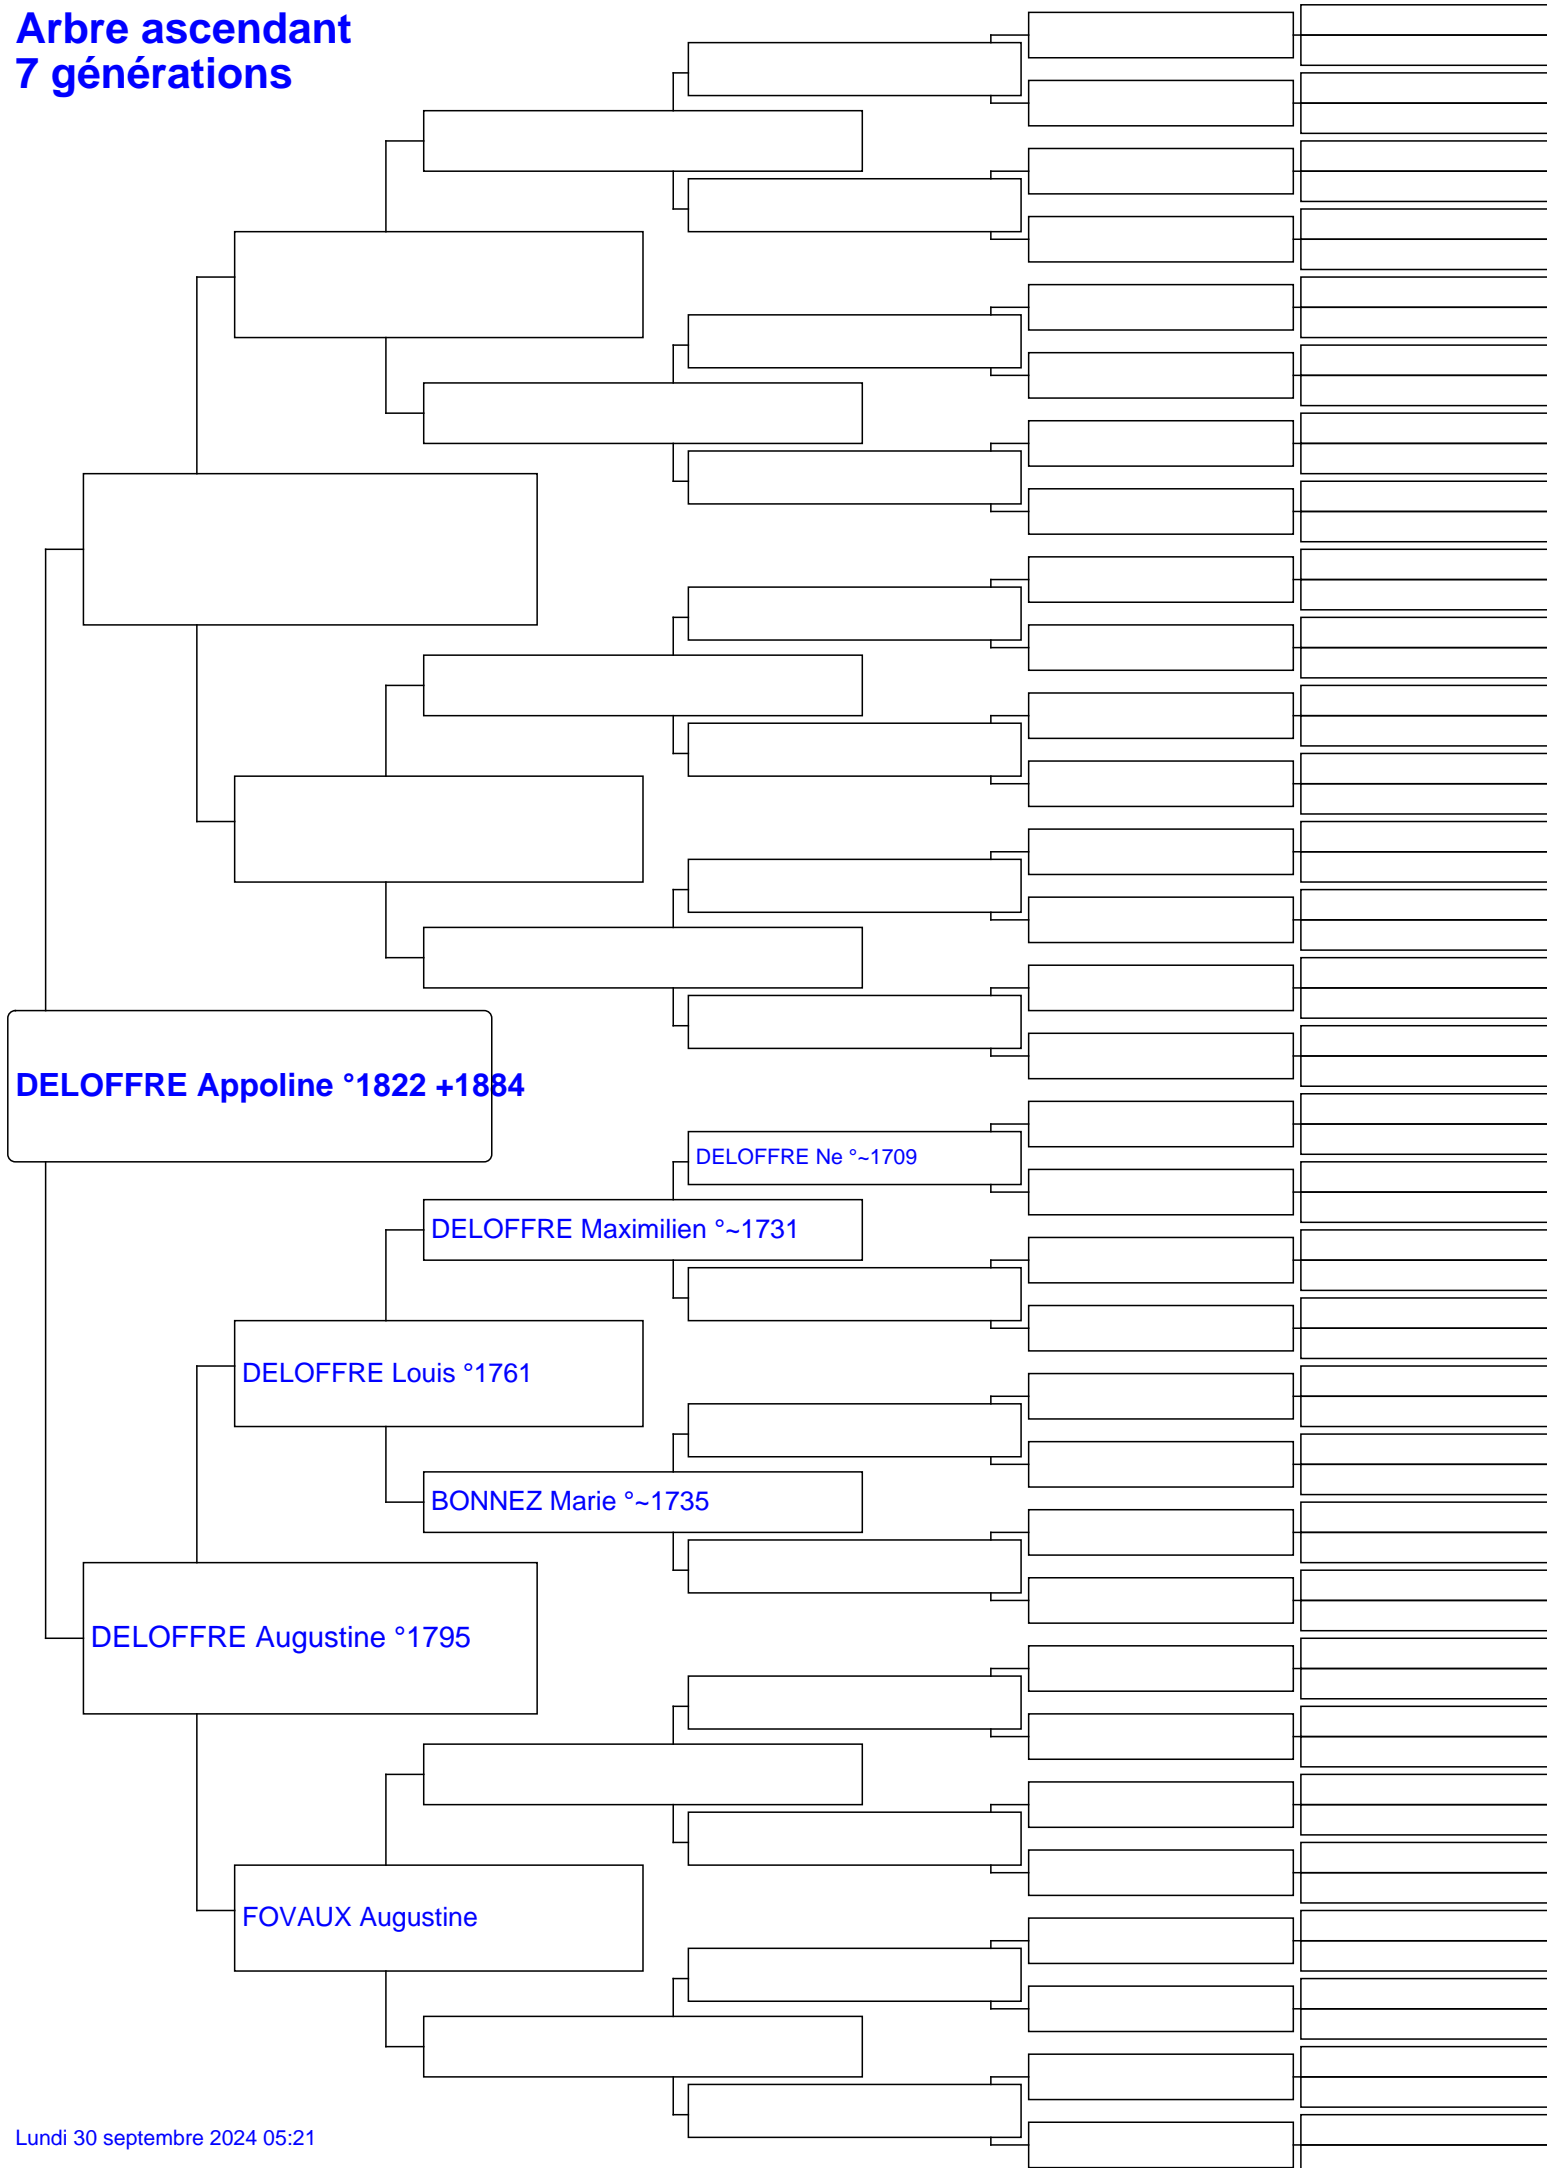 Arbre ascendant
7 générations
DELOFFRE Appoline °1822 +1884
DELOFFRE Ne °~1709
DELOFFRE Maximilien °~1731
DELOFFRE Louis °1761
BONNEZ Marie °~1735
DELOFFRE Augustine °1795
FOVAUX Augustine
Lundi 30 septembre 2024 05:21